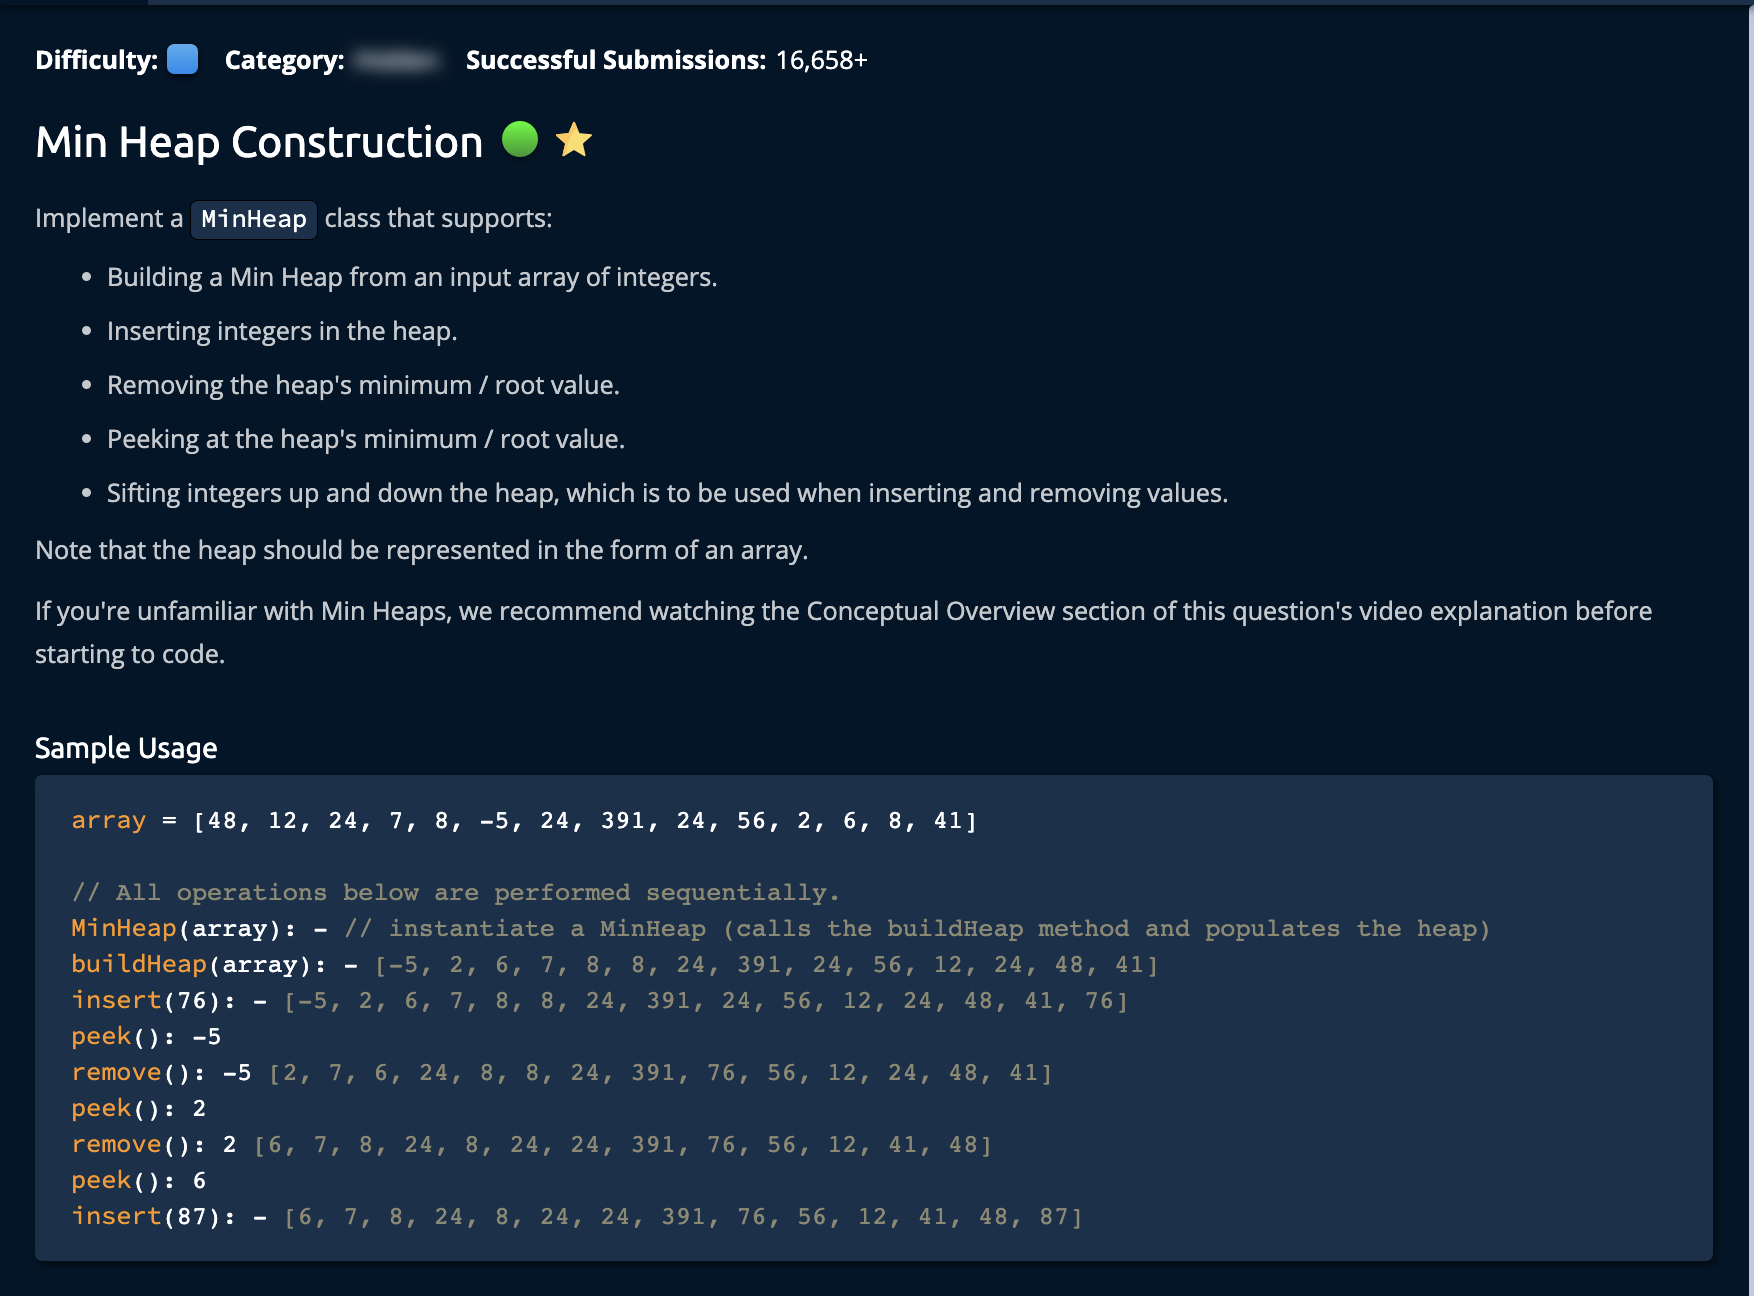 Difficulty: Category: Successful Submissions: 16,658+
Min Heap Construction
Implement a MinHeap class that supports:
• Building a Min Heap from an input array of integers.
• Inserting integers in the heap.
• Removing the heap's minimum / root value.
• Peeking at the heap's minimum / root value.
• Sifting integers up and down the heap, which is to be used when inserting and removing values.
Note that the heap should be represented in the form of an array.
If you're unfamiliar with Min Heaps, we recommend watching the Conceptual Overview section of this question's video explanation before
starting to code.
Sample Usage
array = [48, 12, 24, 7, 8, -5, 24, 391, 24, 56, 2, 6, 8, 41]
// All operations below are performed sequentially.
MinHeap(array): - // instantiate a MinHeap (calls the buildHeap method and populates the heap)
buildHeap(array): - [-5, 2, 6, 7, 8, 8, 24, 391, 24, 56, 12, 24, 48, 41]
insert(76): - [-5, 2, 6, 7, 8, 8, 24, 391, 24, 56, 12, 24, 48, 41, 76]
peek(): -5
remove(): -5 [2, 7, 6, 24, 8, 8, 24, 391, 76, 56, 12, 24, 48, 41]
peek(): 2
remove(): 2 [6, 7, 8, 24, 8, 24, 24, 391, 76, 56, 12, 41, 48]
peek(): 6
insert(87): - [6, 7, 8, 24, 8, 24, 24, 391, 76, 56, 12, 41, 48, 87]